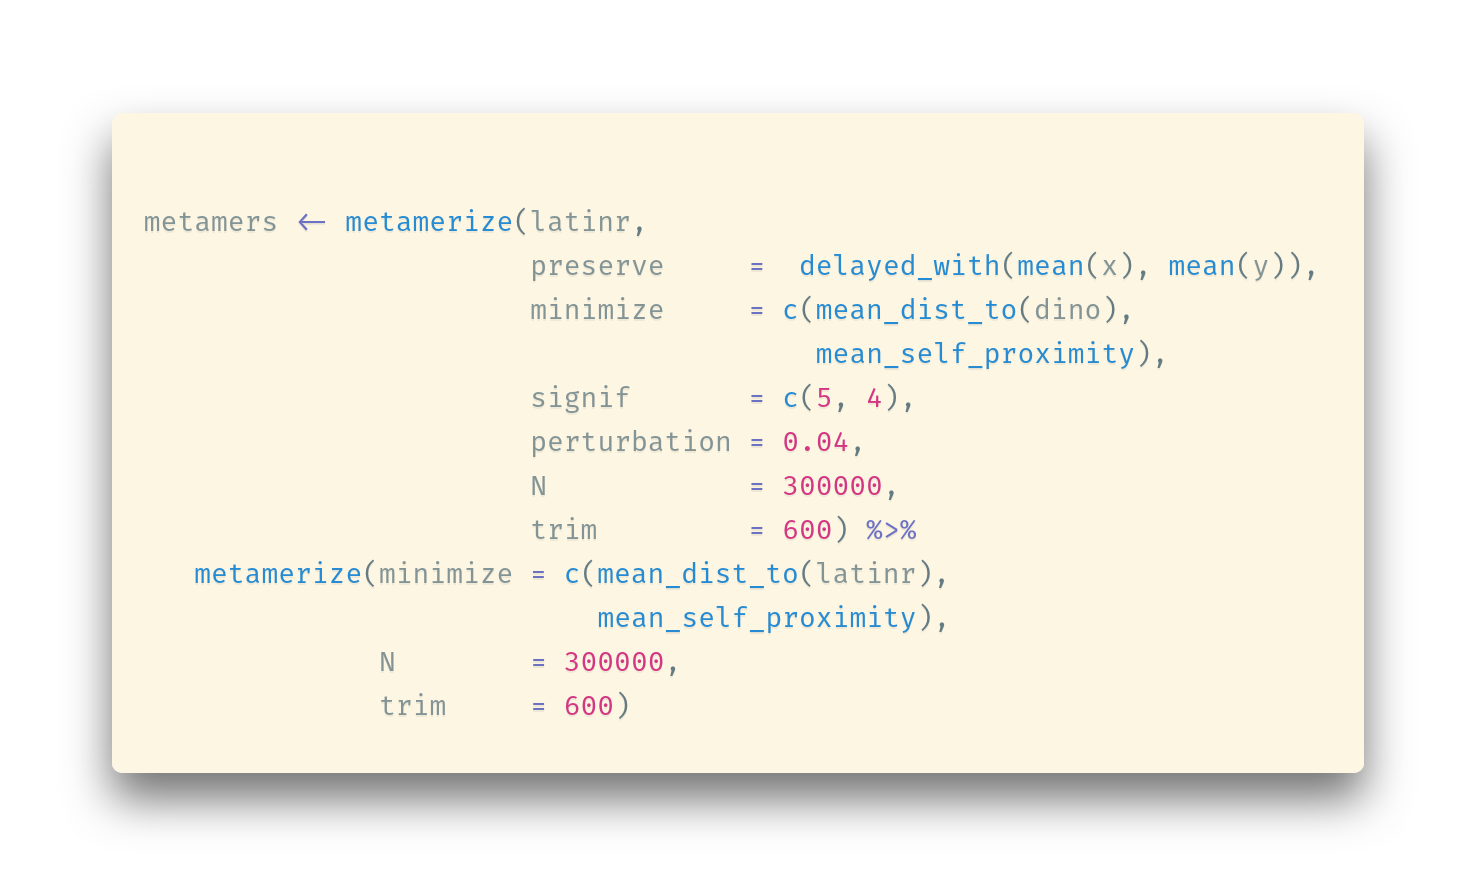 metamers <- metamerize(latinr,
preserve = delayed_with(mean(x), mean(y)),
minimize = c(mean_dist_to(dino),
mean_self_proximity),
signif = c(5, 4),
perturbation = 0.04,
N = 300000,
trim = 600) %>%
metamerize(minimize = c(mean_dist_to(latinr),
mean_self_proximity),
N = 300000,
trim = 600)